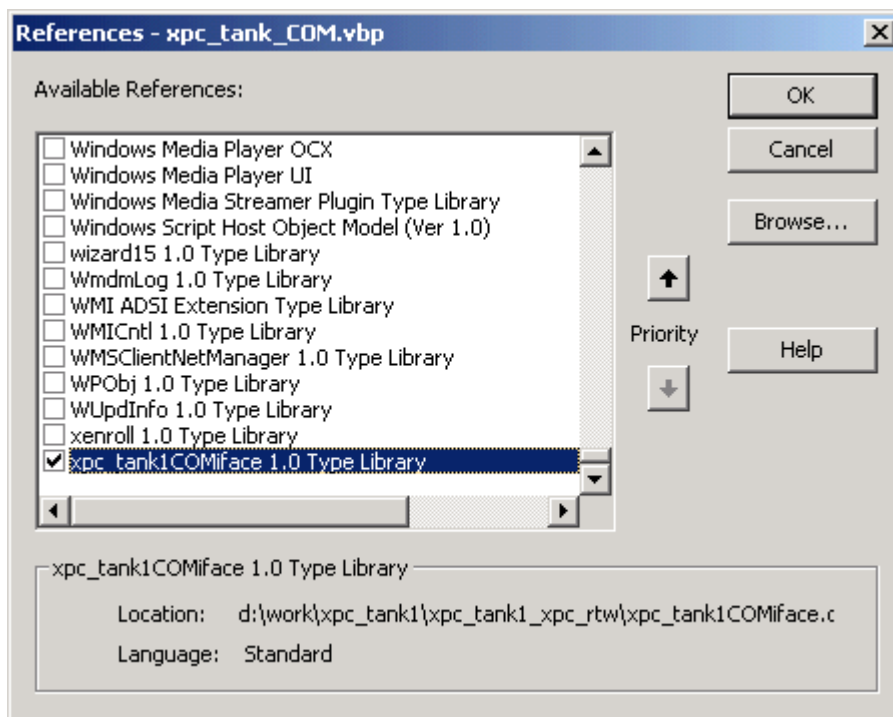 References - xpc_tank_COM.vbp
Available References:
Windows Media Player OCX
Windows Media Player UI
Windows Media Streamer Plugin Type Library
Windows Script Host Object Model (Ver 1.0)
wizard15 1.0 Type Library
WmdmLog 1.0 Type Library
WMI ADSI Extension Type Library
WMICntl 1.0 Type Library
WMSClientNetManager 1.0 Type Library
WPObj 1.0 Type Library
WUpdInfo 1.0 Type Library
xenroll 1.0 Type Library
xpc_tank1COMiface 1.0 Type Library
OK
Cancel
Browse...
Priority
Help
xpc_tank1COMiface 1.0 Type Library
Location: d:\work\xpc_tank1\xpc_tank1_xpc_rtw\xpc_tank1COMiface.c
Language: Standard